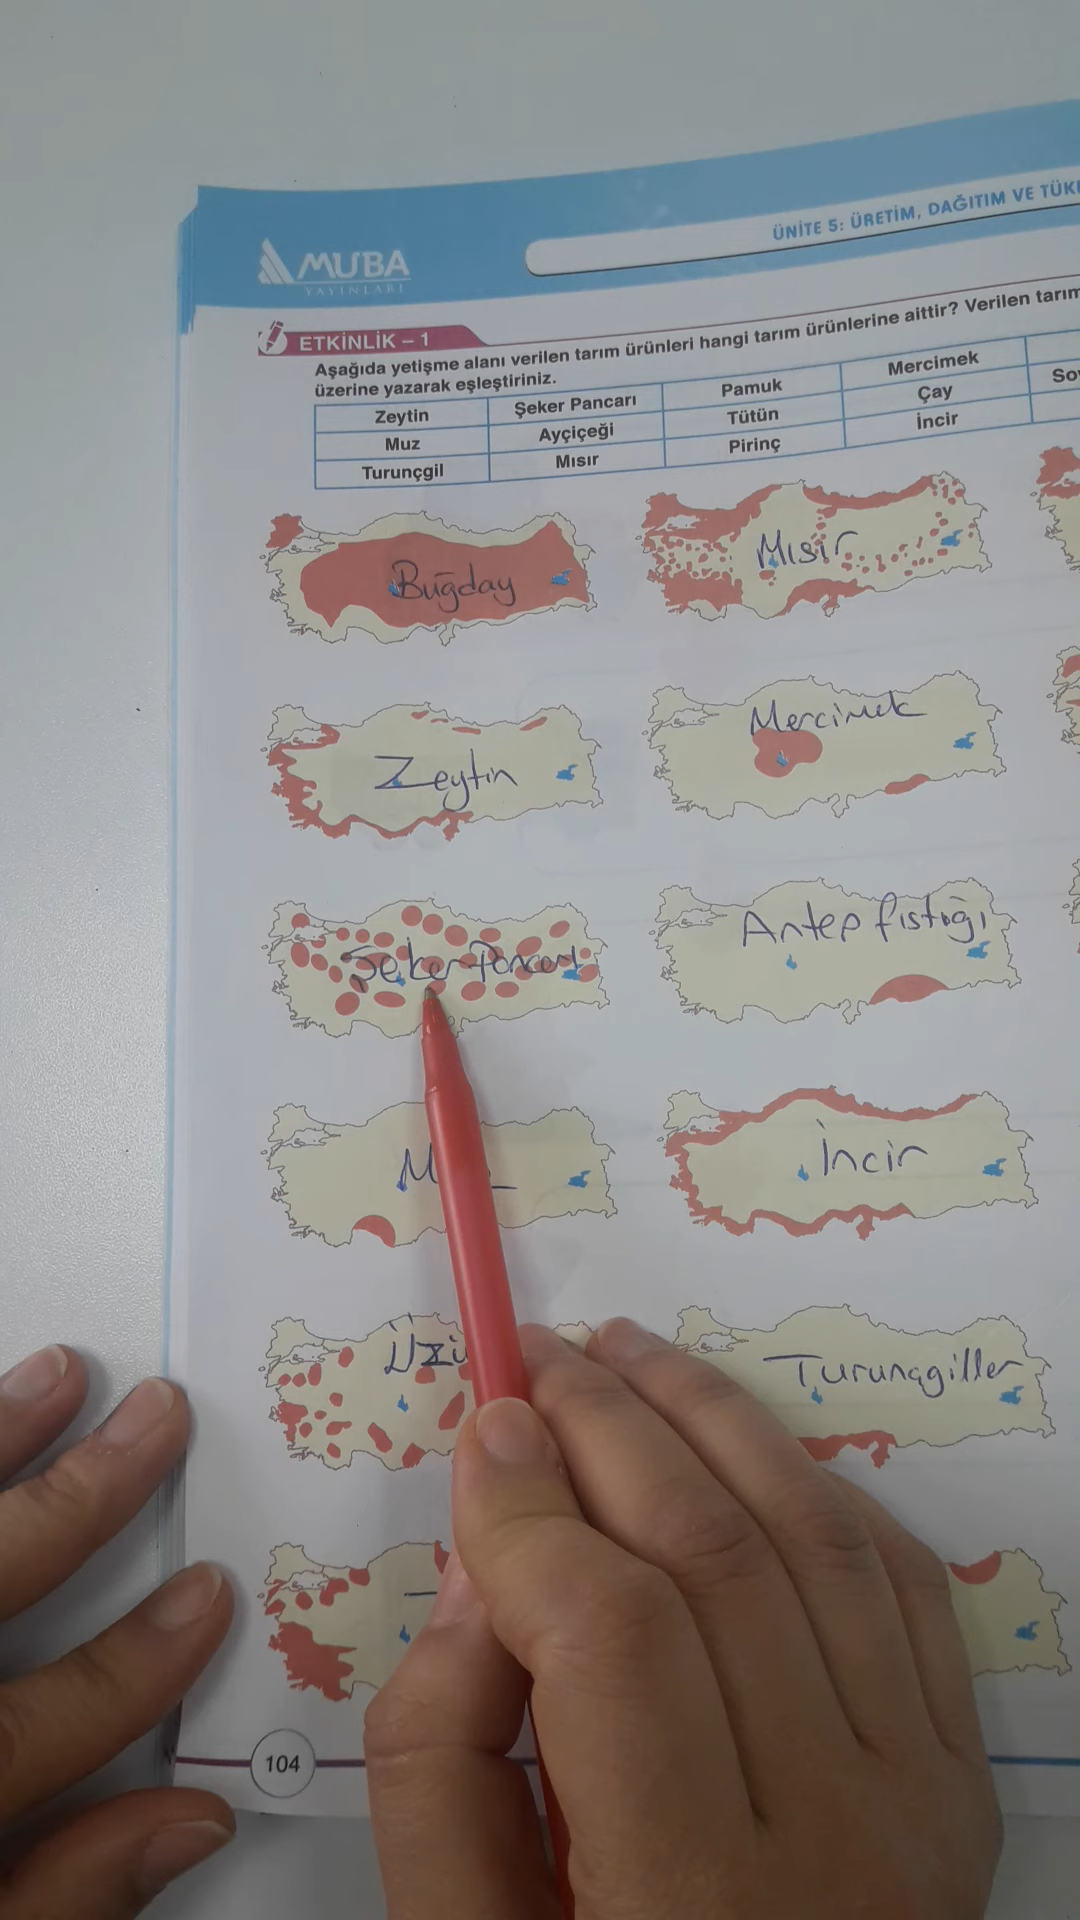 ÜNİTE 5: ÜRETİM, DAĞITIM VE
MUBA
YAYINLARI
ETKİNLİK – 1
Aşağıda yetişme alanı verilen tarım ürünleri hangi tarım ürünlerine aittir? Verilen tarım
üzerine yazarak eşleştiriniz.
Zeytin Şeker Pancarı Pamuk Mercimek
Muz Ayçiçeği Tütün Çay
Turunçgil Mısır Pirinç İncir
Buğday Mısır
Zeytin Mercimek
Şeker Pancarı Antep fıstığı
İncir
Turunçgiller
104